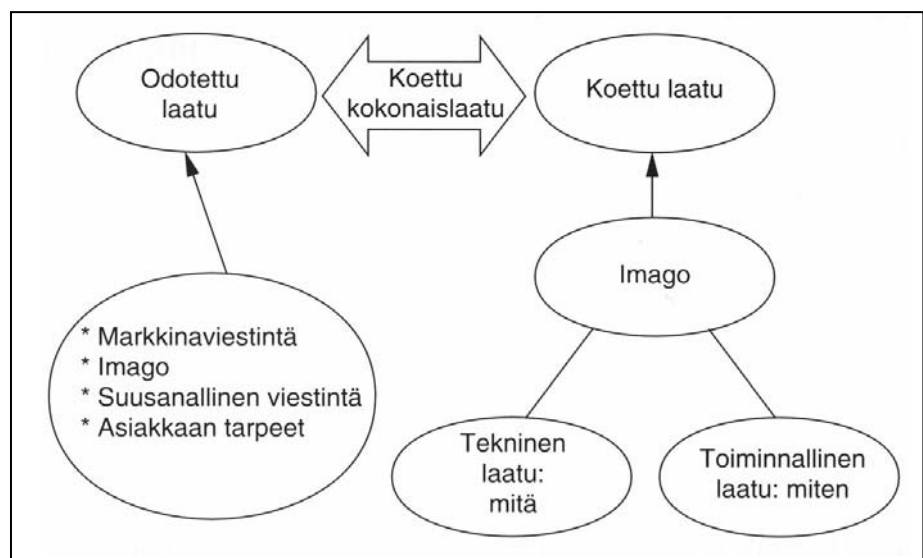 Odotettu
laatu
Koettu
kokonaislaatu
Koettu laatu
Imago
* Markkinaviestintä
* Imago
* Suusanallinen viestintä
* Asiakkaan tarpeet
Tekninen
laatu:
mitä
Toiminnallinen
laatu: miten